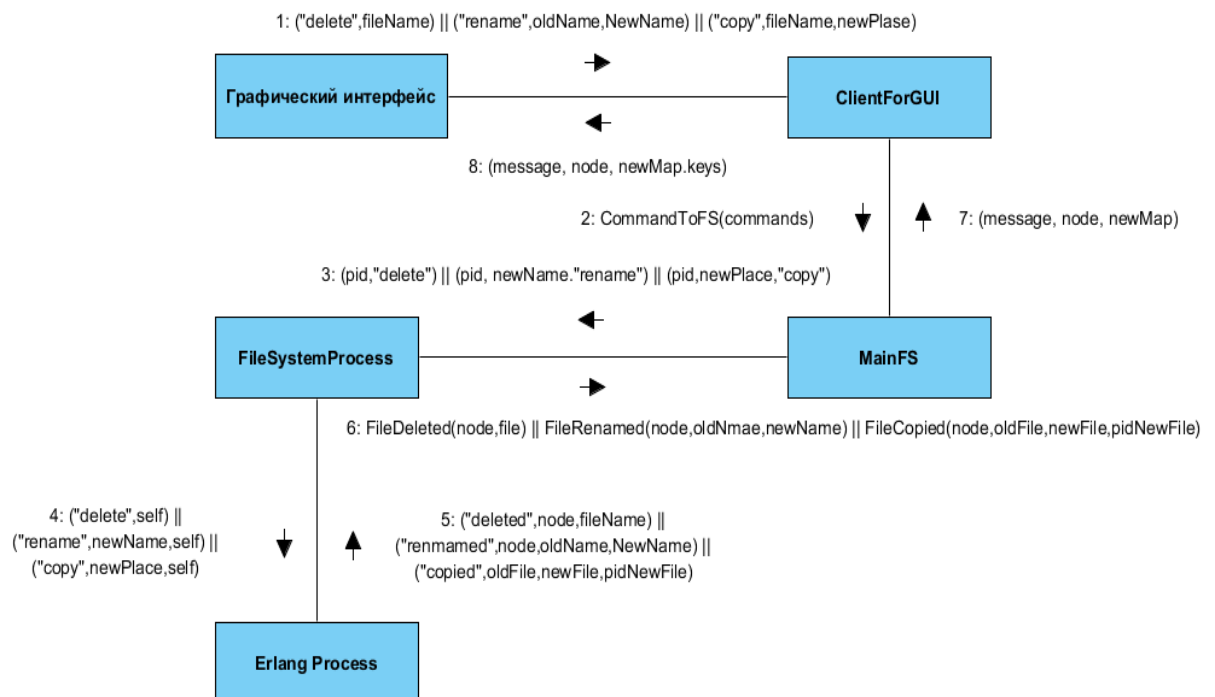 1: ("delete",fileName) || ("rename",oldName,NewName) || ("copy",fileName,newPlase)
Графический интерфейс
ClientForGUI
8: (message, node, newMap.keys)
2: CommandToFS(commands)
7: (message, node, newMap)
3: (pid,"delete") || (pid, newName."rename") || (pid,newPlace,"copy")
FileSystemProcess
MainFS
6: FileDeleted(node,file) || FileRenamed(node,oldNmae,newName) || FileCopied(node,oldFile,newFile,pidNewFile)
4: ("delete",self) ||
("rename",newName,self) ||
("copy",newPlace,self)
5: ("deleted",node,fileName) ||
("renmamed",node,oldName,NewName) ||
("copied",oldFile,newFile,pidNewFile)
Erlang Process